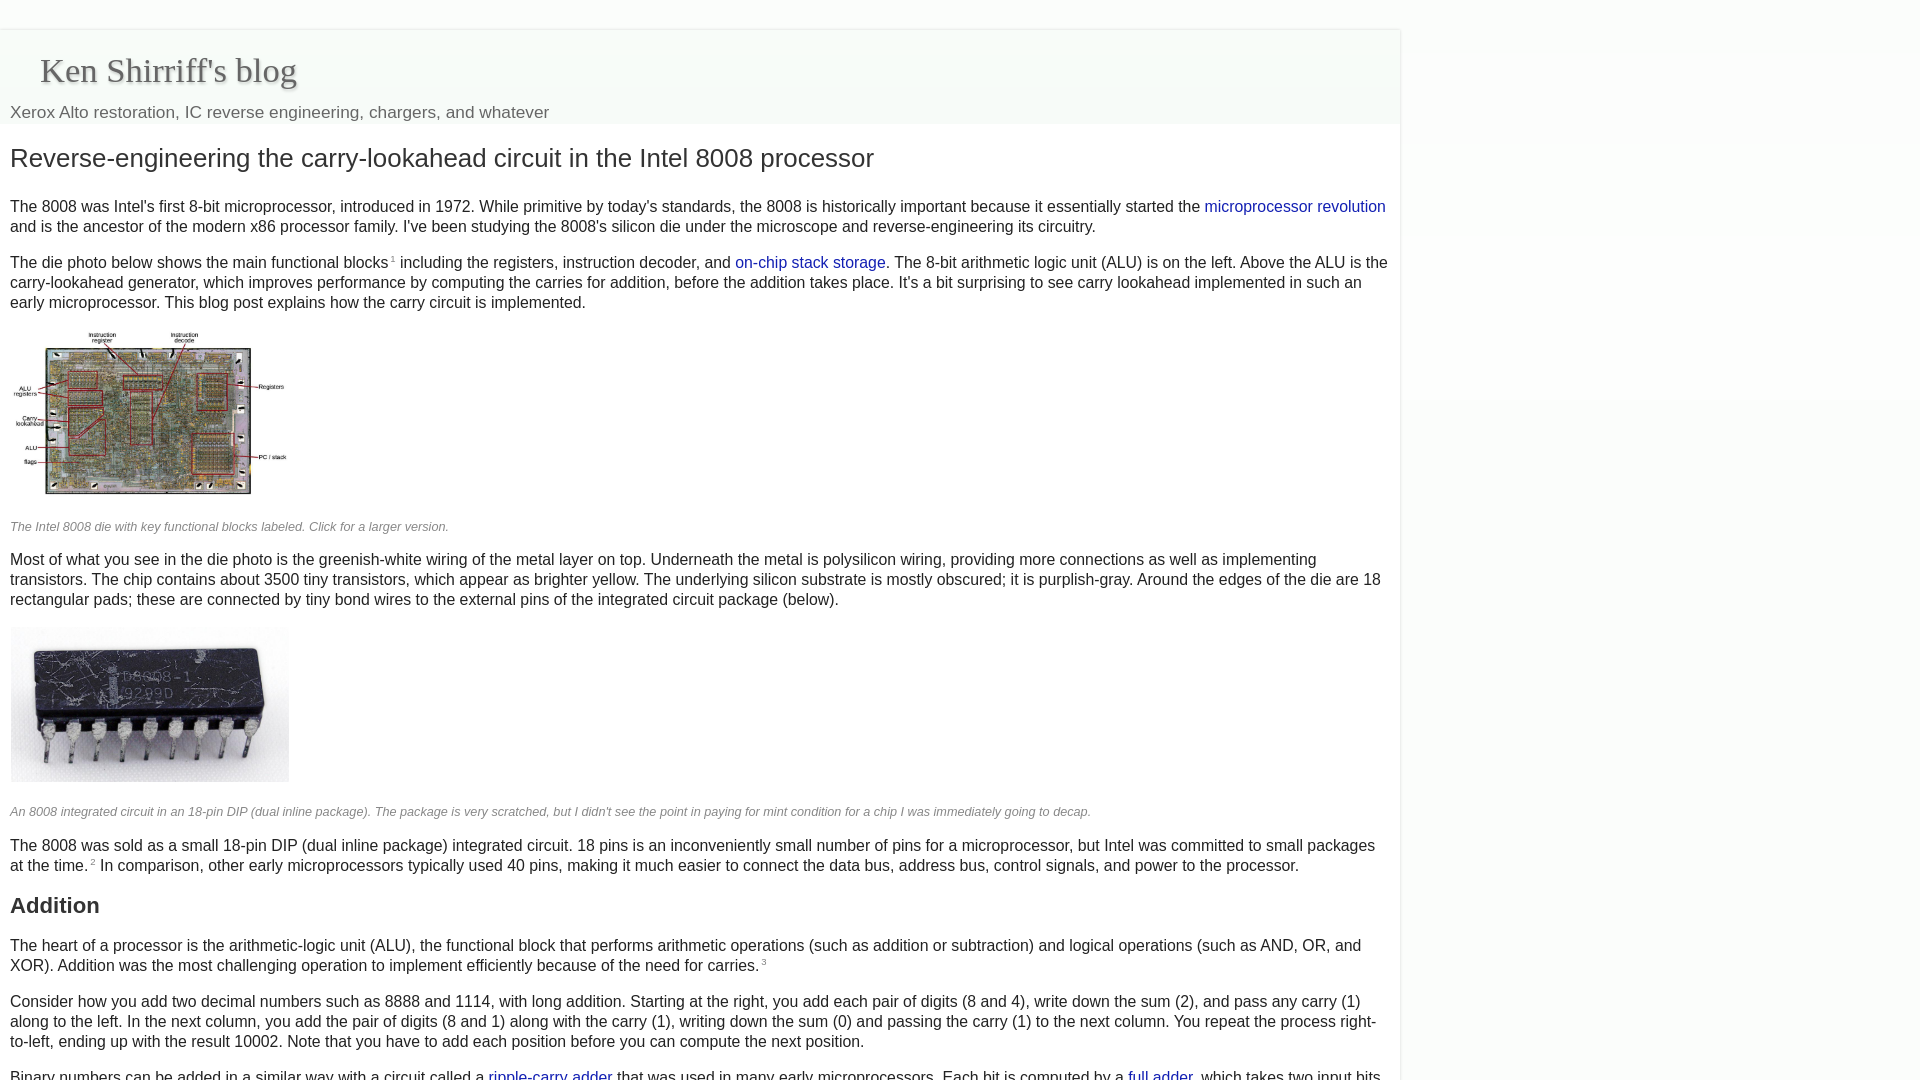 Ken Shirriff's blog
Xerox Alto restoration, IC reverse engineering, chargers, and whatever
Reverse-engineering the carry-lookahead circuit in the Intel 8008 processor
The 8008 was Intel's first 8-bit microprocessor, introduced in 1972. While primitive by today's standards, the 8008 is historically important because it essentially started the microprocessor revolution
and is the ancestor of the modern x86 processor family. I've been studying the 8008's silicon die under the microscope and reverse-engineering its circuitry.
The die photo below shows the main functional blocks 1 including the registers, instruction decoder, and on-chip stack storage. The 8-bit arithmetic logic unit (ALU) is on the left. Above the ALU is the
carry-lookahead generator, which improves performance by computing the carries for addition, before the addition takes place. It's a bit surprising to see carry lookahead implemented in such an
early microprocessor. This blog post explains how the carry circuit is implemented.
Instruction register
Instruction decode
ALU registers
Registers
Carry lookahead
ALU
PC / stack
flags
The Intel 8008 die with key functional blocks labeled. Click for a larger version.
Most of what you see in the die photo is the greenish-white wiring of the metal layer on top. Underneath the metal is polysilicon wiring, providing more connections as well as implementing
transistors. The chip contains about 3500 tiny transistors, which appear as brighter yellow. The underlying silicon substrate is mostly obscured; it is purplish-gray. Around the edges of the die are 18
rectangular pads; these are connected by tiny bond wires to the external pins of the integrated circuit package (below).
D8008-1
9299D
An 8008 integrated circuit in an 18-pin DIP (dual inline package). The package is very scratched, but I didn't see the point in paying for mint condition for a chip I was immediately going to decap.
The 8008 was sold as a small 18-pin DIP (dual inline package) integrated circuit. 18 pins is an inconveniently small number of pins for a microprocessor, but Intel was committed to small packages
at the time. 2 In comparison, other early microprocessors typically used 40 pins, making it much easier to connect the data bus, address bus, control signals, and power to the processor.
Addition
The heart of a processor is the arithmetic-logic unit (ALU), the functional block that performs arithmetic operations (such as addition or subtraction) and logical operations (such as AND, OR, and
XOR). Addition was the most challenging operation to implement efficiently because of the need for carries. 3
Consider how you add two decimal numbers such as 8888 and 1114, with long addition. Starting at the right, you add each pair of digits (8 and 4), write down the sum (2), and pass any carry (1)
along to the left. In the next column, you add the pair of digits (8 and 1) along with the carry (1), writing down the sum (0) and passing the carry (1) to the next column. You repeat the process right-
to-left, ending up with the result 10002. Note that you have to add each position before you can compute the next position.
Binary numbers can be added in a similar way with a circuit called a ripple-carry adder that was used in many early microprocessors. Each bit is computed by a full adder, which takes two input bits